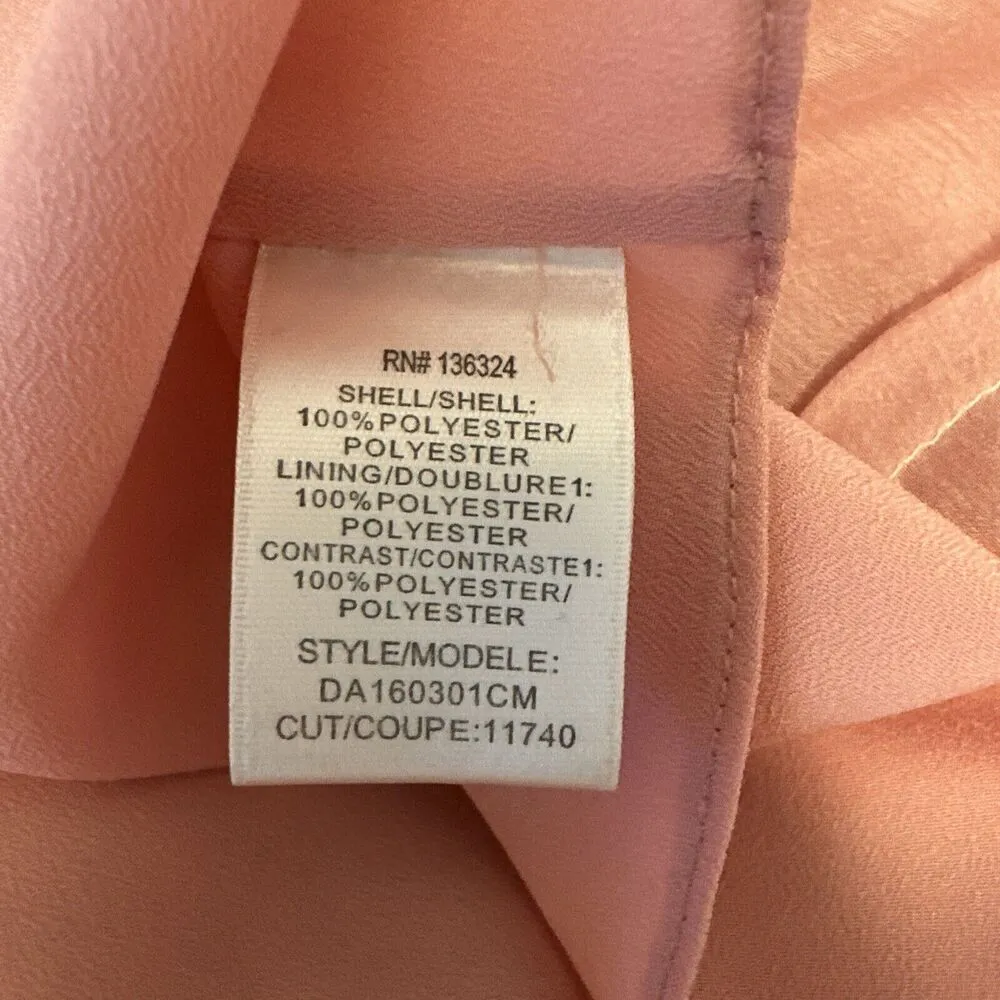 RN# 136324
SHELL/SHELL:
100%POLYESTER/
POLYESTER
LINING/DOUBLURE1:
100%POLYESTER/
POLYESTER
CONTRAST/CONTRASTE1:
100%POLYESTER/
POLYESTER
STYLE/MODELE:
DA160301CM
CUT/COUPE:11740